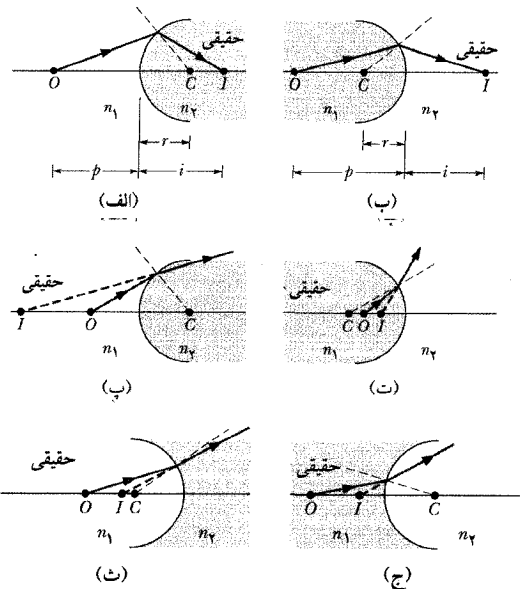 حقیقی
حقیقی
O C I
O C I
n۱ n۲
n۱ n۲
r
r
p i
p i
(الف)
(ب)
حقیقی
حقیقی
I O C
C O I
n۱ n۲
n۱ n۲
(پ)
(ت)
حقیقی
حقیقی
O I C
O I C
n۱ n۲
n۱ n۲
(ث)
(ج)